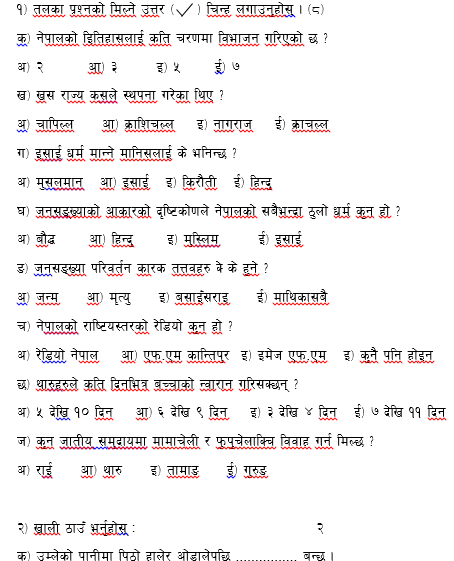 १) तलका प्रश्नको मिल्ने उत्तर (✓) चिन्ह लगाउनुहोस् । (८)
क) नेपालको इितिहासलाई कति चरणमा विभाजन गरिएको छ ?
अ) २ आ) ३ इ) ५ ई) ७
ख) खस राज्य कसले स्थपना गरेका थिए ?
अ) चापिल्ल आ) क्राशिचल्ल इ) नागराज ई) क्राचल्ल
ग) इसाई धर्म मान्ने मानिसलाई के भनिन्छ ?
अ) मुसलमान आ) इसाई इ) किरौती ई) हिन्दु
घ) जनसङ्ख्याको आकारको दृष्टिकोणले नेपालको सबैभन्दा ठुलो धर्म कुन हो ?
अ) बौद्ध आ) हिन्दु इ) मुस्लिम ई) इसाई
ङ) जनसङ्ख्या परिवर्तन कारक तत्तवहरु के के हुने ?
अ) जन्म आ) मृत्यु इ) बसाइंसराइ ई) माथिकासबै
च) नेपालको राष्टियस्तरको रेडियो कुन हो ?
अ) रेडियो नेपाल आ) एफ.एम कान्तिपुर इ) इमेज एफ.एम इ) कुनै पनि होइन
छ) थारुहरुले कति दिनभित्र बच्चाको न्वारान गरिसक्छन् ?
अ) ५ देखि १० दिन आ) ६ देखि ९ दिन इ) ३ देखि ४ दिन ई) ७ देखि ११ दिन
ज) कुन जातीय समुदायमा मामाचेली र फुपुचेलाबिच विवाह गर्न मिल्छ ?
अ) राई आ) थारु इ) तामाङ ई) गुरुङ
२) खाली ठाउँ भर्नुहोस् : २
क) उम्लेको पानीमा पिठो हालेर ओडालेपछि ................ बन्छ ।